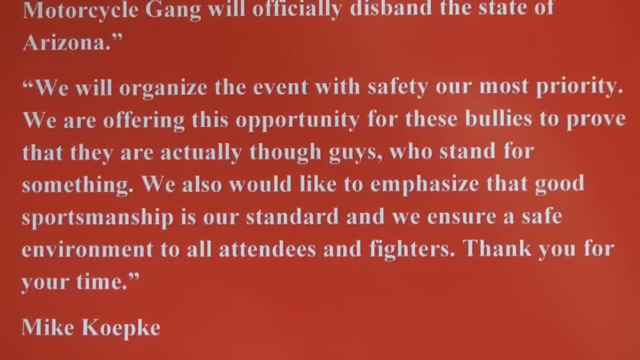 Motorcycle Gang will officially disband the state of
Arizona.”
“We will organize the event with safety our most priority.
We are offering this opportunity for these bullies to prove
that they are actually though guys, who stand for
something. We also would like to emphasize that good
sportsmanship is our standard and we ensure a safe
environment to all attendees and fighters. Thank you for
your time.”
Mike Koepke